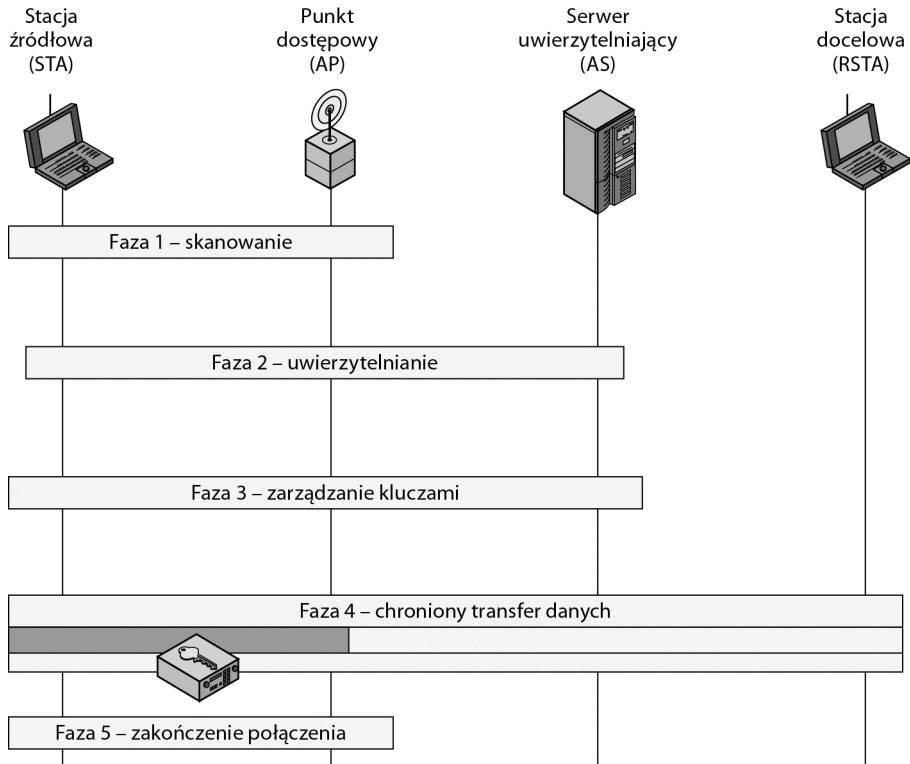 Stacja
źródłowa
(STA)
Punkt
dostępowy
(AP)
Serwer
uwierzytelniający
(AS)
Stacja
docelowa
(RSTA)
Faza 1 – skanowanie
Faza 2 – uwierzytelnianie
Faza 3 – zarządzanie kluczami
Faza 4 – chroniony transfer danych
Faza 5 – zakończenie połączenia